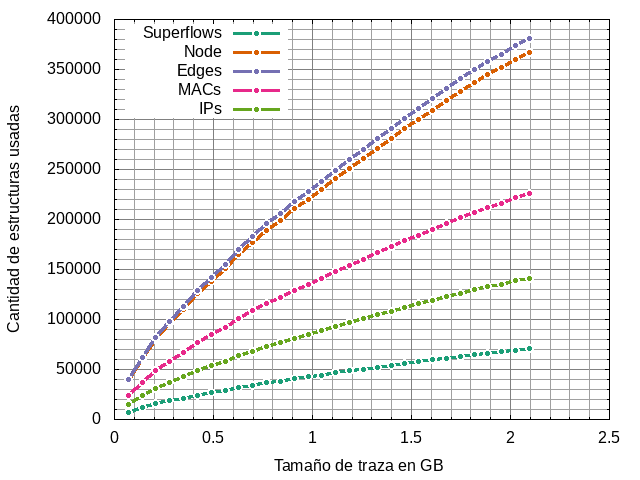 Superflows
Node
Edges
MACs
IPs
400000
350000
300000
250000
200000
150000
100000
50000
0
Cantidad de estructuras usadas
0 0.5 1 1.5 2 2.5
Tamaño de traza en GB